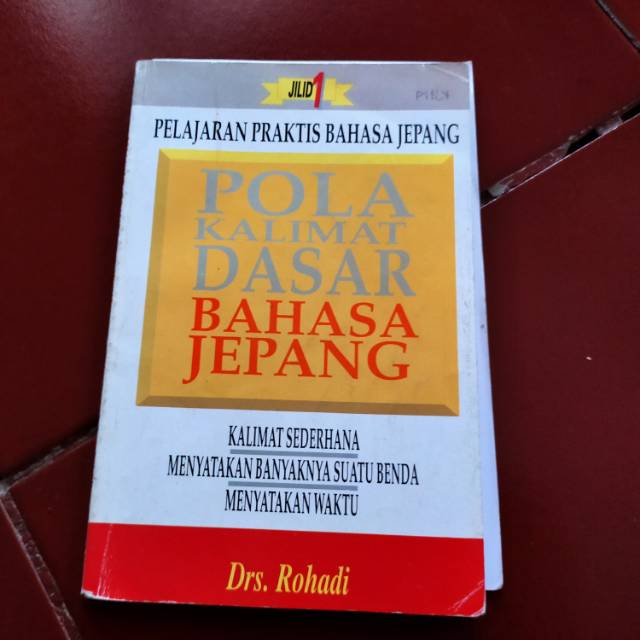 JILID 1
PELAJARAN PRAKTIS BAHASA JEPANG
POLA
KALIMAT
DASAR
BAHASA
JEPANG
KALIMAT SEDERHANA
MENYATAKAN BANYAKNYA SUATU BENDA
MENYATAKAN WAKTU
Drs. Rohadi